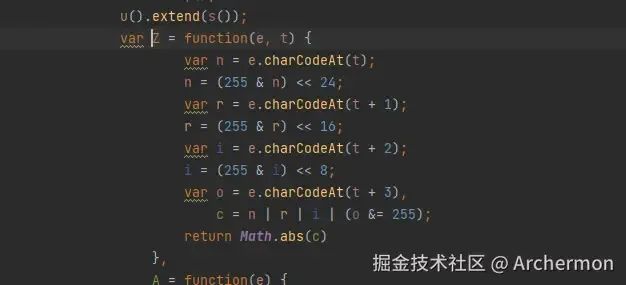 u().extend(s());
var Z = function(e, t) {
var n = e.charCodeAt(t);
n = (255 & n) << 24;
var r = e.charCodeAt(t + 1);
r = (255 & r) << 16;
var i = e.charCodeAt(t + 2);
i = (255 & i) << 8;
var o = e.charCodeAt(t + 3),
c = n | r | i | (o &= 255);
return Math.abs(c)
},
A = function(e) {
掘金技术社区 @ Archermon